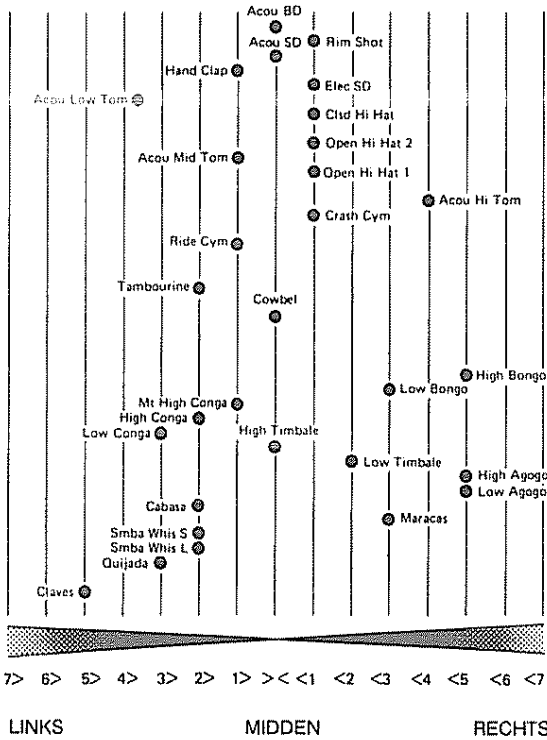 Acou BD
Rim Shot
Acou SD
Hand Clap
Elec SD
Acou Low Tom
Clsd Hi Hat
Open Hi Hat 2
Acou Mid Tom
Open Hi Hat 1
Acou Hi Tom
Crash Cym
Ride Cym
Tambourine
Cowbel
High Bongo
Low Bongo
Mt High Conga
High Conga
Low Conga
High Timbale
Low Timbale
High Agogo
Low Agogo
Cabasa
Maracas
Smba Whis S
Smba Whis L
Quijada
Claves
7> 6> 5> 4> 3> 2> 1> >< <1 <2 <3 <4 <5 <6 <7
LINKS MIDDEN RECHTS